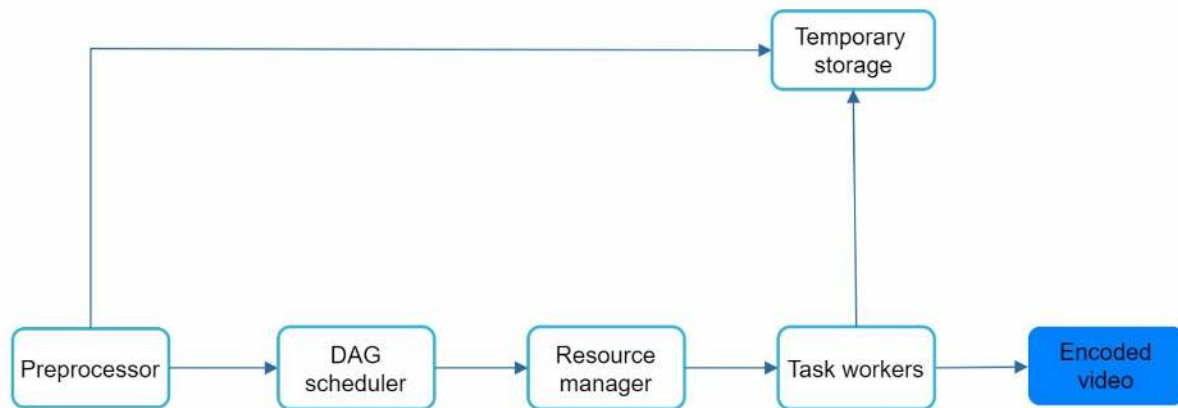 Temporary
storage
Preprocessor
DAG
scheduler
Resource
manager
Task workers
Encoded
video